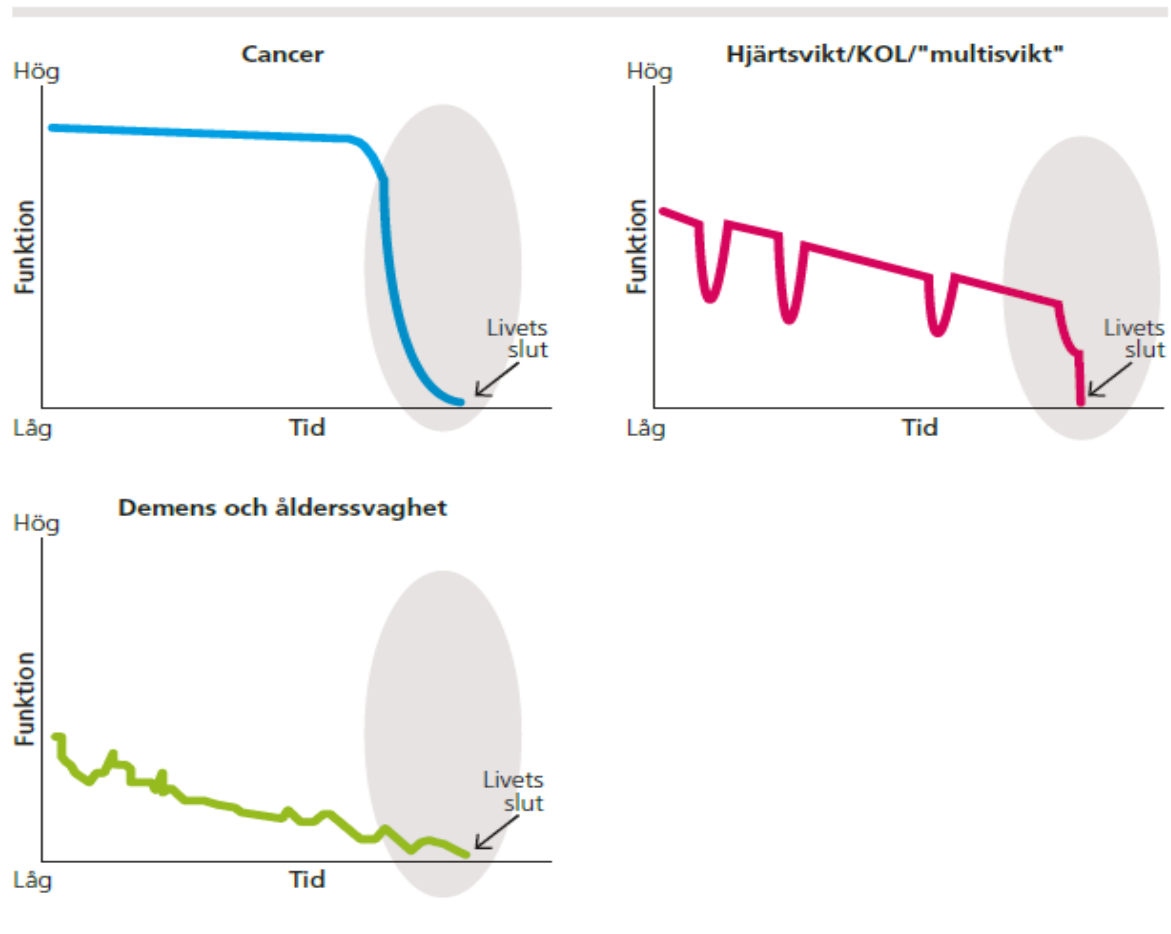 Cancer
Hög
Funktion
Livets
slut
Låg
Tid
Hjärtsvikt/KOL/"multisvikt"
Hög
Funktion
Livets
slut
Låg
Tid
Demens och ålderssvaghet
Hög
Funktion
Livets
slut
Låg
Tid